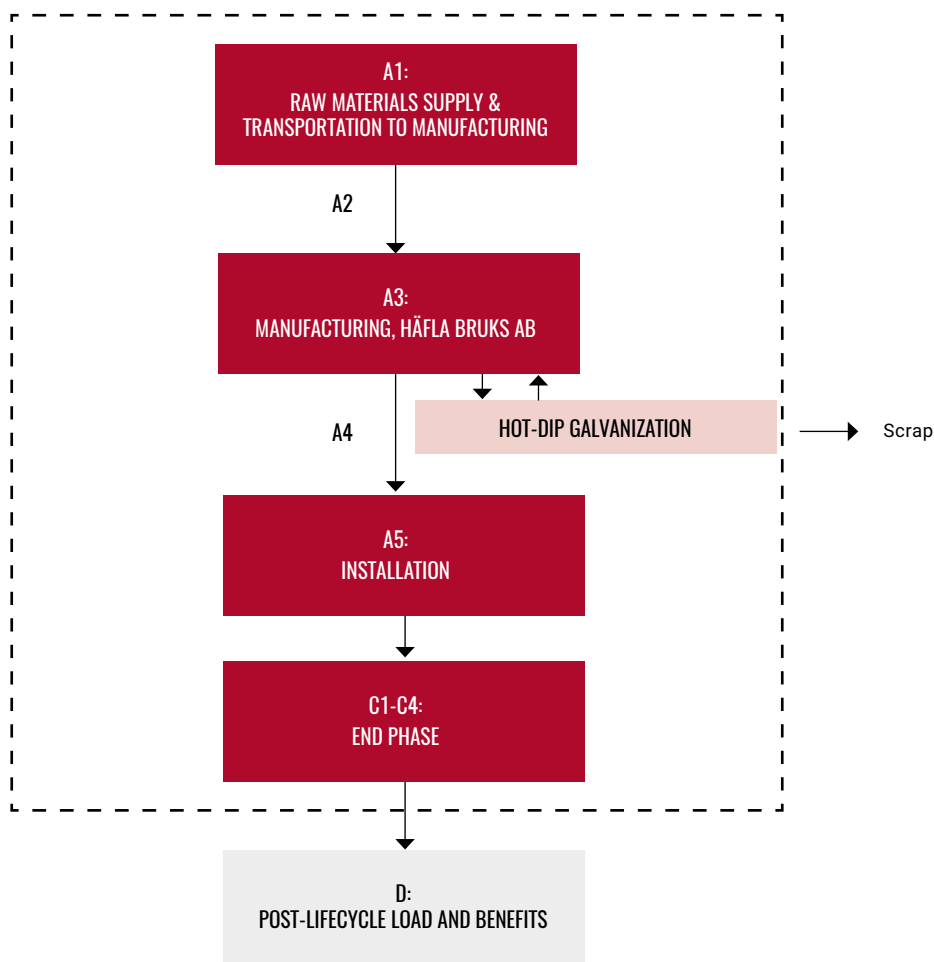 A1:
RAW MATERIALS SUPPLY &
TRANSPORTATION TO MANUFACTURING
A2
A3:
MANUFACTURING, HÄFLA BRUKS AB
HOT-DIP GALVANIZATION
Scrap
A4
A5:
INSTALLATION
C1-C4:
END PHASE
D:
POST-LIFECYCLE LOAD AND BENEFITS